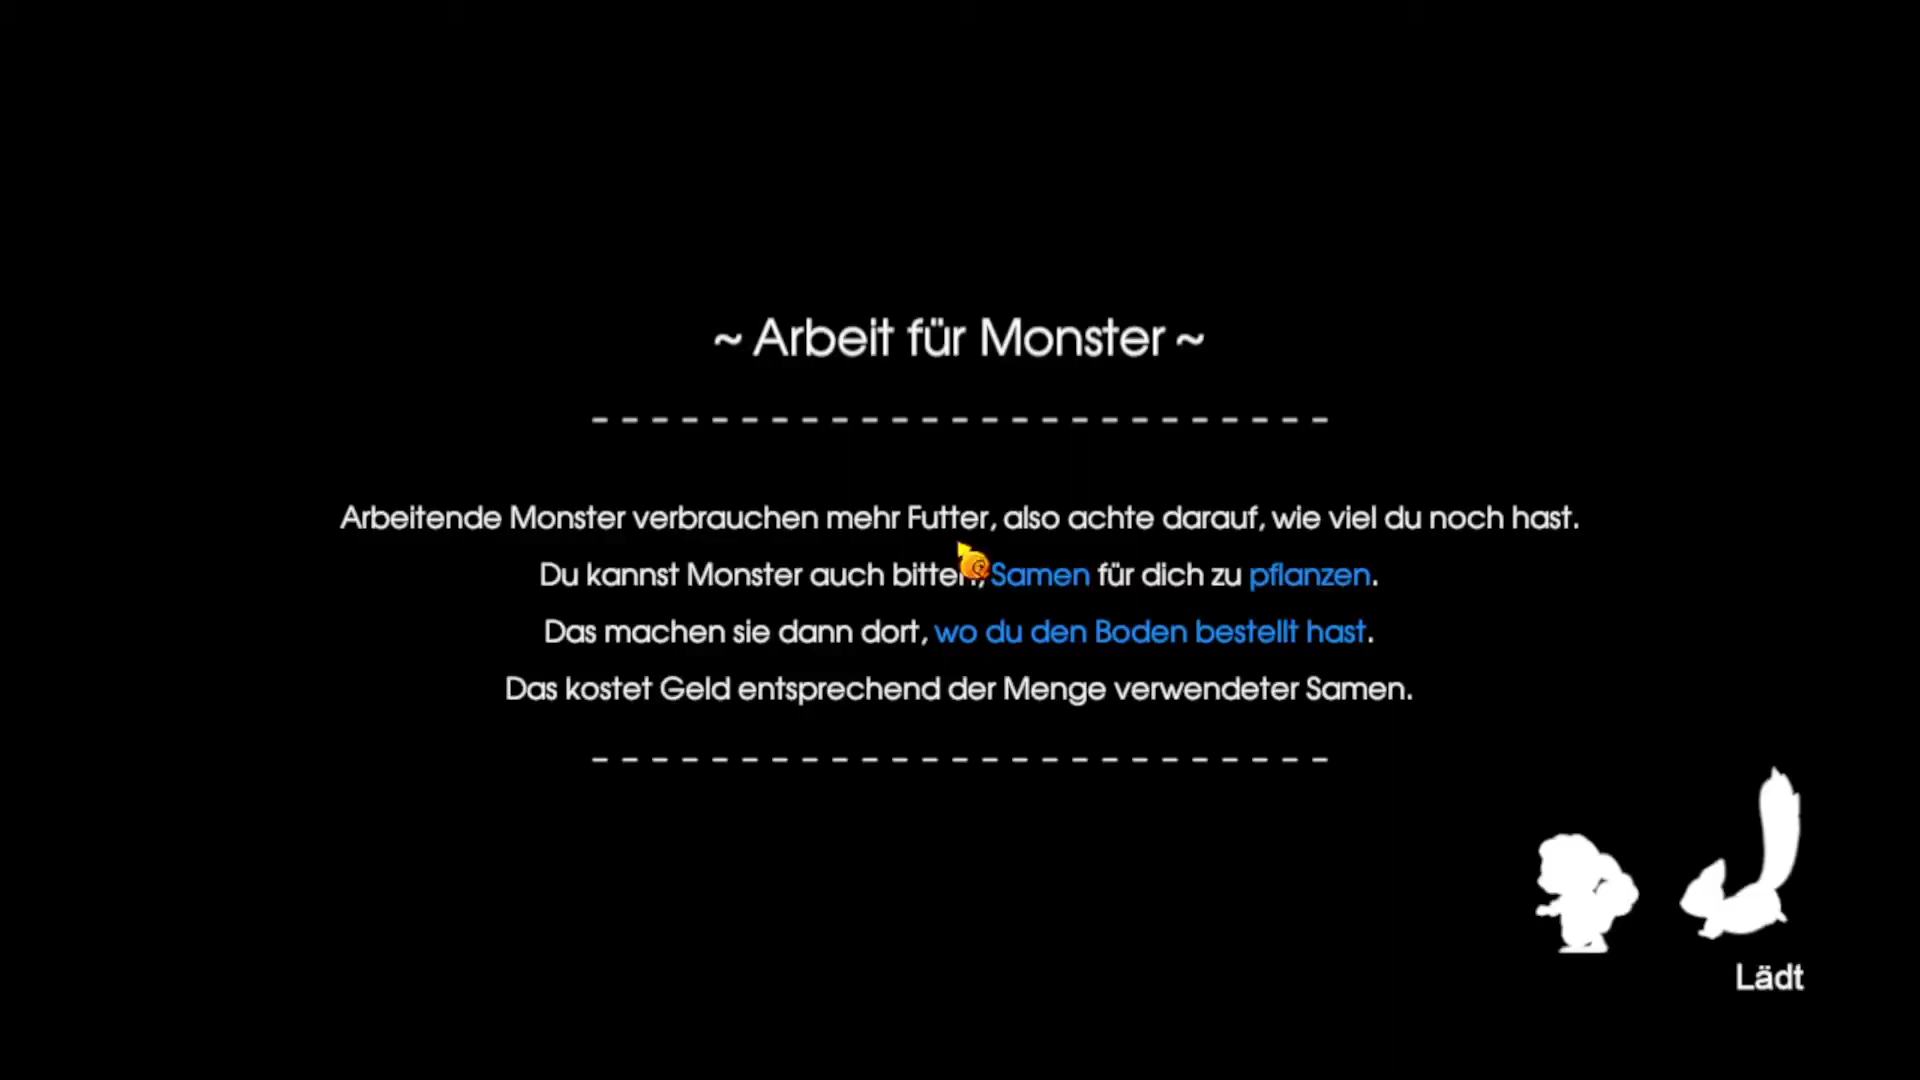 ~ Arbeit für Monster ~
Arbeitende Monster verbrauchen mehr Futter, also achte darauf, wie viel du noch hast.
Du kannst Monster auch bitten, Samen für dich zu pflanzen.
Das machen sie dann dort, wo du den Boden bestellt hast.
Das kostet Geld entsprechend der Menge verwendeter Samen.
Lädt